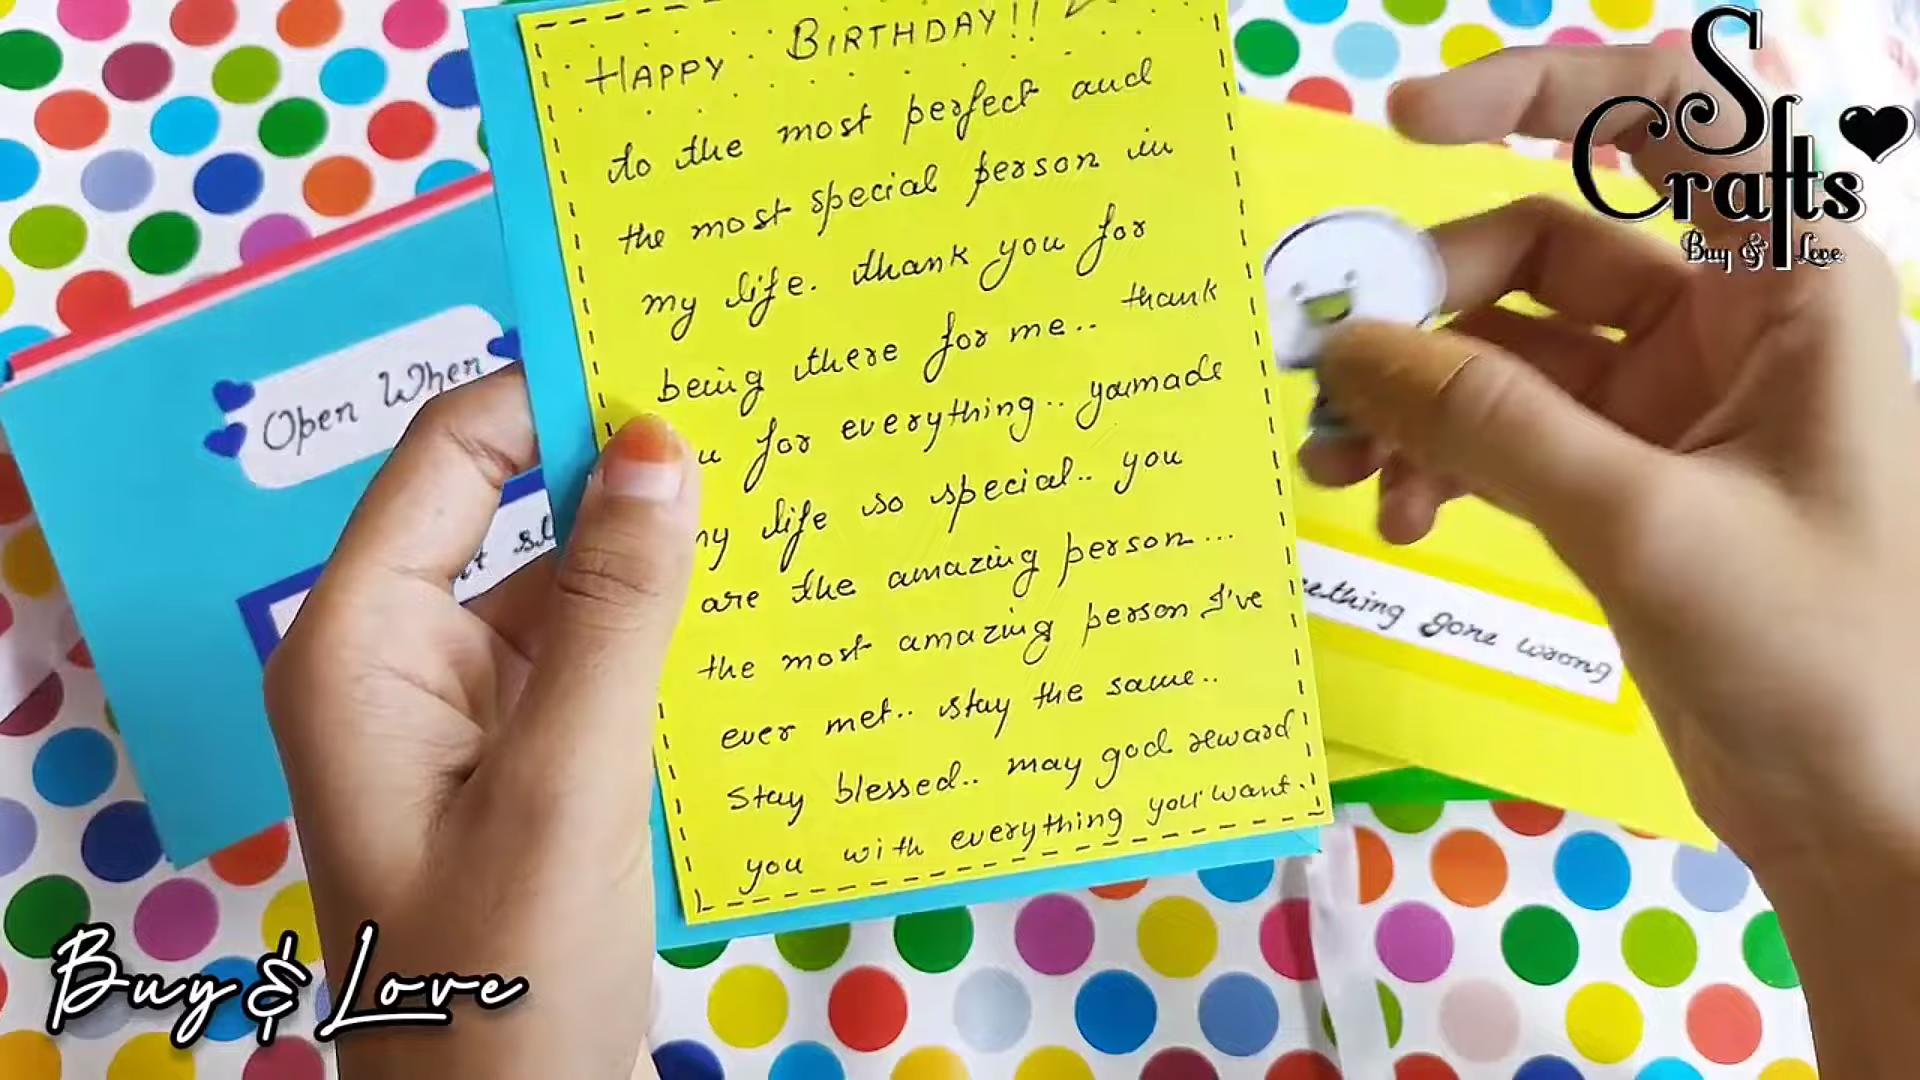 HAPPY BIRTHDAY!!
to the most perfect and
the most special person in
my life. thank you for
being there for me.. thank
u for everything.. you made
my life so special.. you
are the amazing person...
the most amazing person I've
ever met.. stay the same..
Stay blessed.. may god reward
you with everything you want.
Open When
gone wrong
S Crafts
Buy & Love
Buy & Love